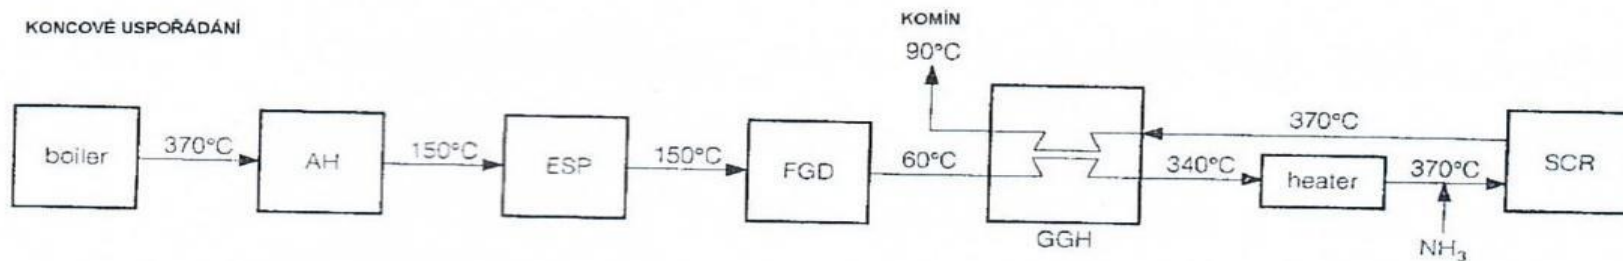 KONCOVÉ USPOŘÁDÁNÍ
KOMÍN
90°C
boiler
370°C
AH
150°C
ESP
150°C
FGD
60°C
GGH
370°C
340°C
heater
370°C
NH₃
SCR